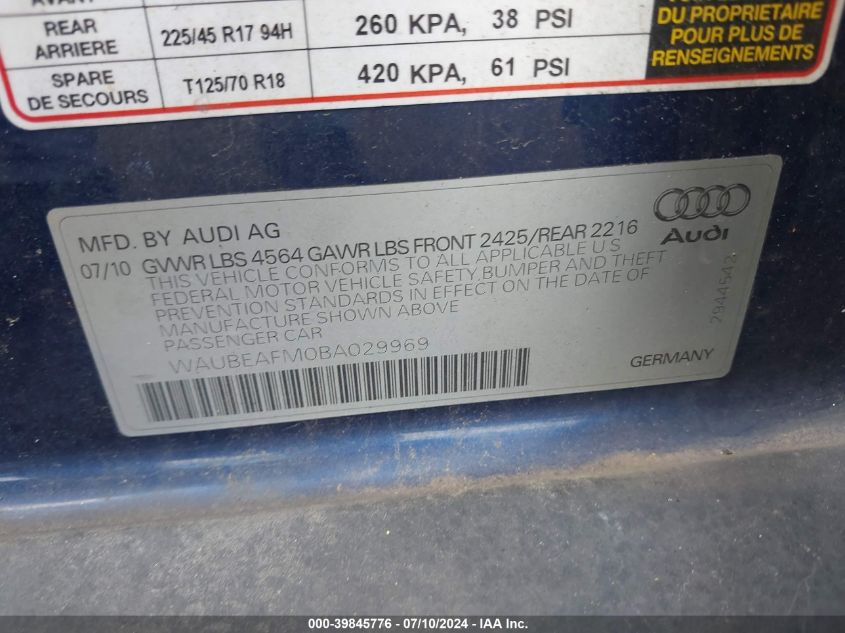 REAR
ARRIERE
225/45 R17 94H
260 KPA, 38 PSI
SPARE
DE SECOURS
T125/70 R18
420 KPA, 61 PSI
DU PROPRIETAIRE
POUR PLUS DE
RENSEIGNEMENTS
MFD. BY AUDI AG
07/10 GVWR LBS 4564 GAWR LBS FRONT 2425/REAR 2216
THIS VEHICLE CONFORMS TO ALL APPLICABLE U S
FEDERAL MOTOR VEHICLE SAFETY BUMPER AND THEFT
PREVENTION STANDARDS IN EFFECT ON THE DATE OF
MANUFACTURE SHOWN ABOVE
PASSENGER CAR
WAUBEAFM0BA029969
Audi
2944542
GERMANY
000-39845776 - 07/10/2024 - © IAA, Inc.